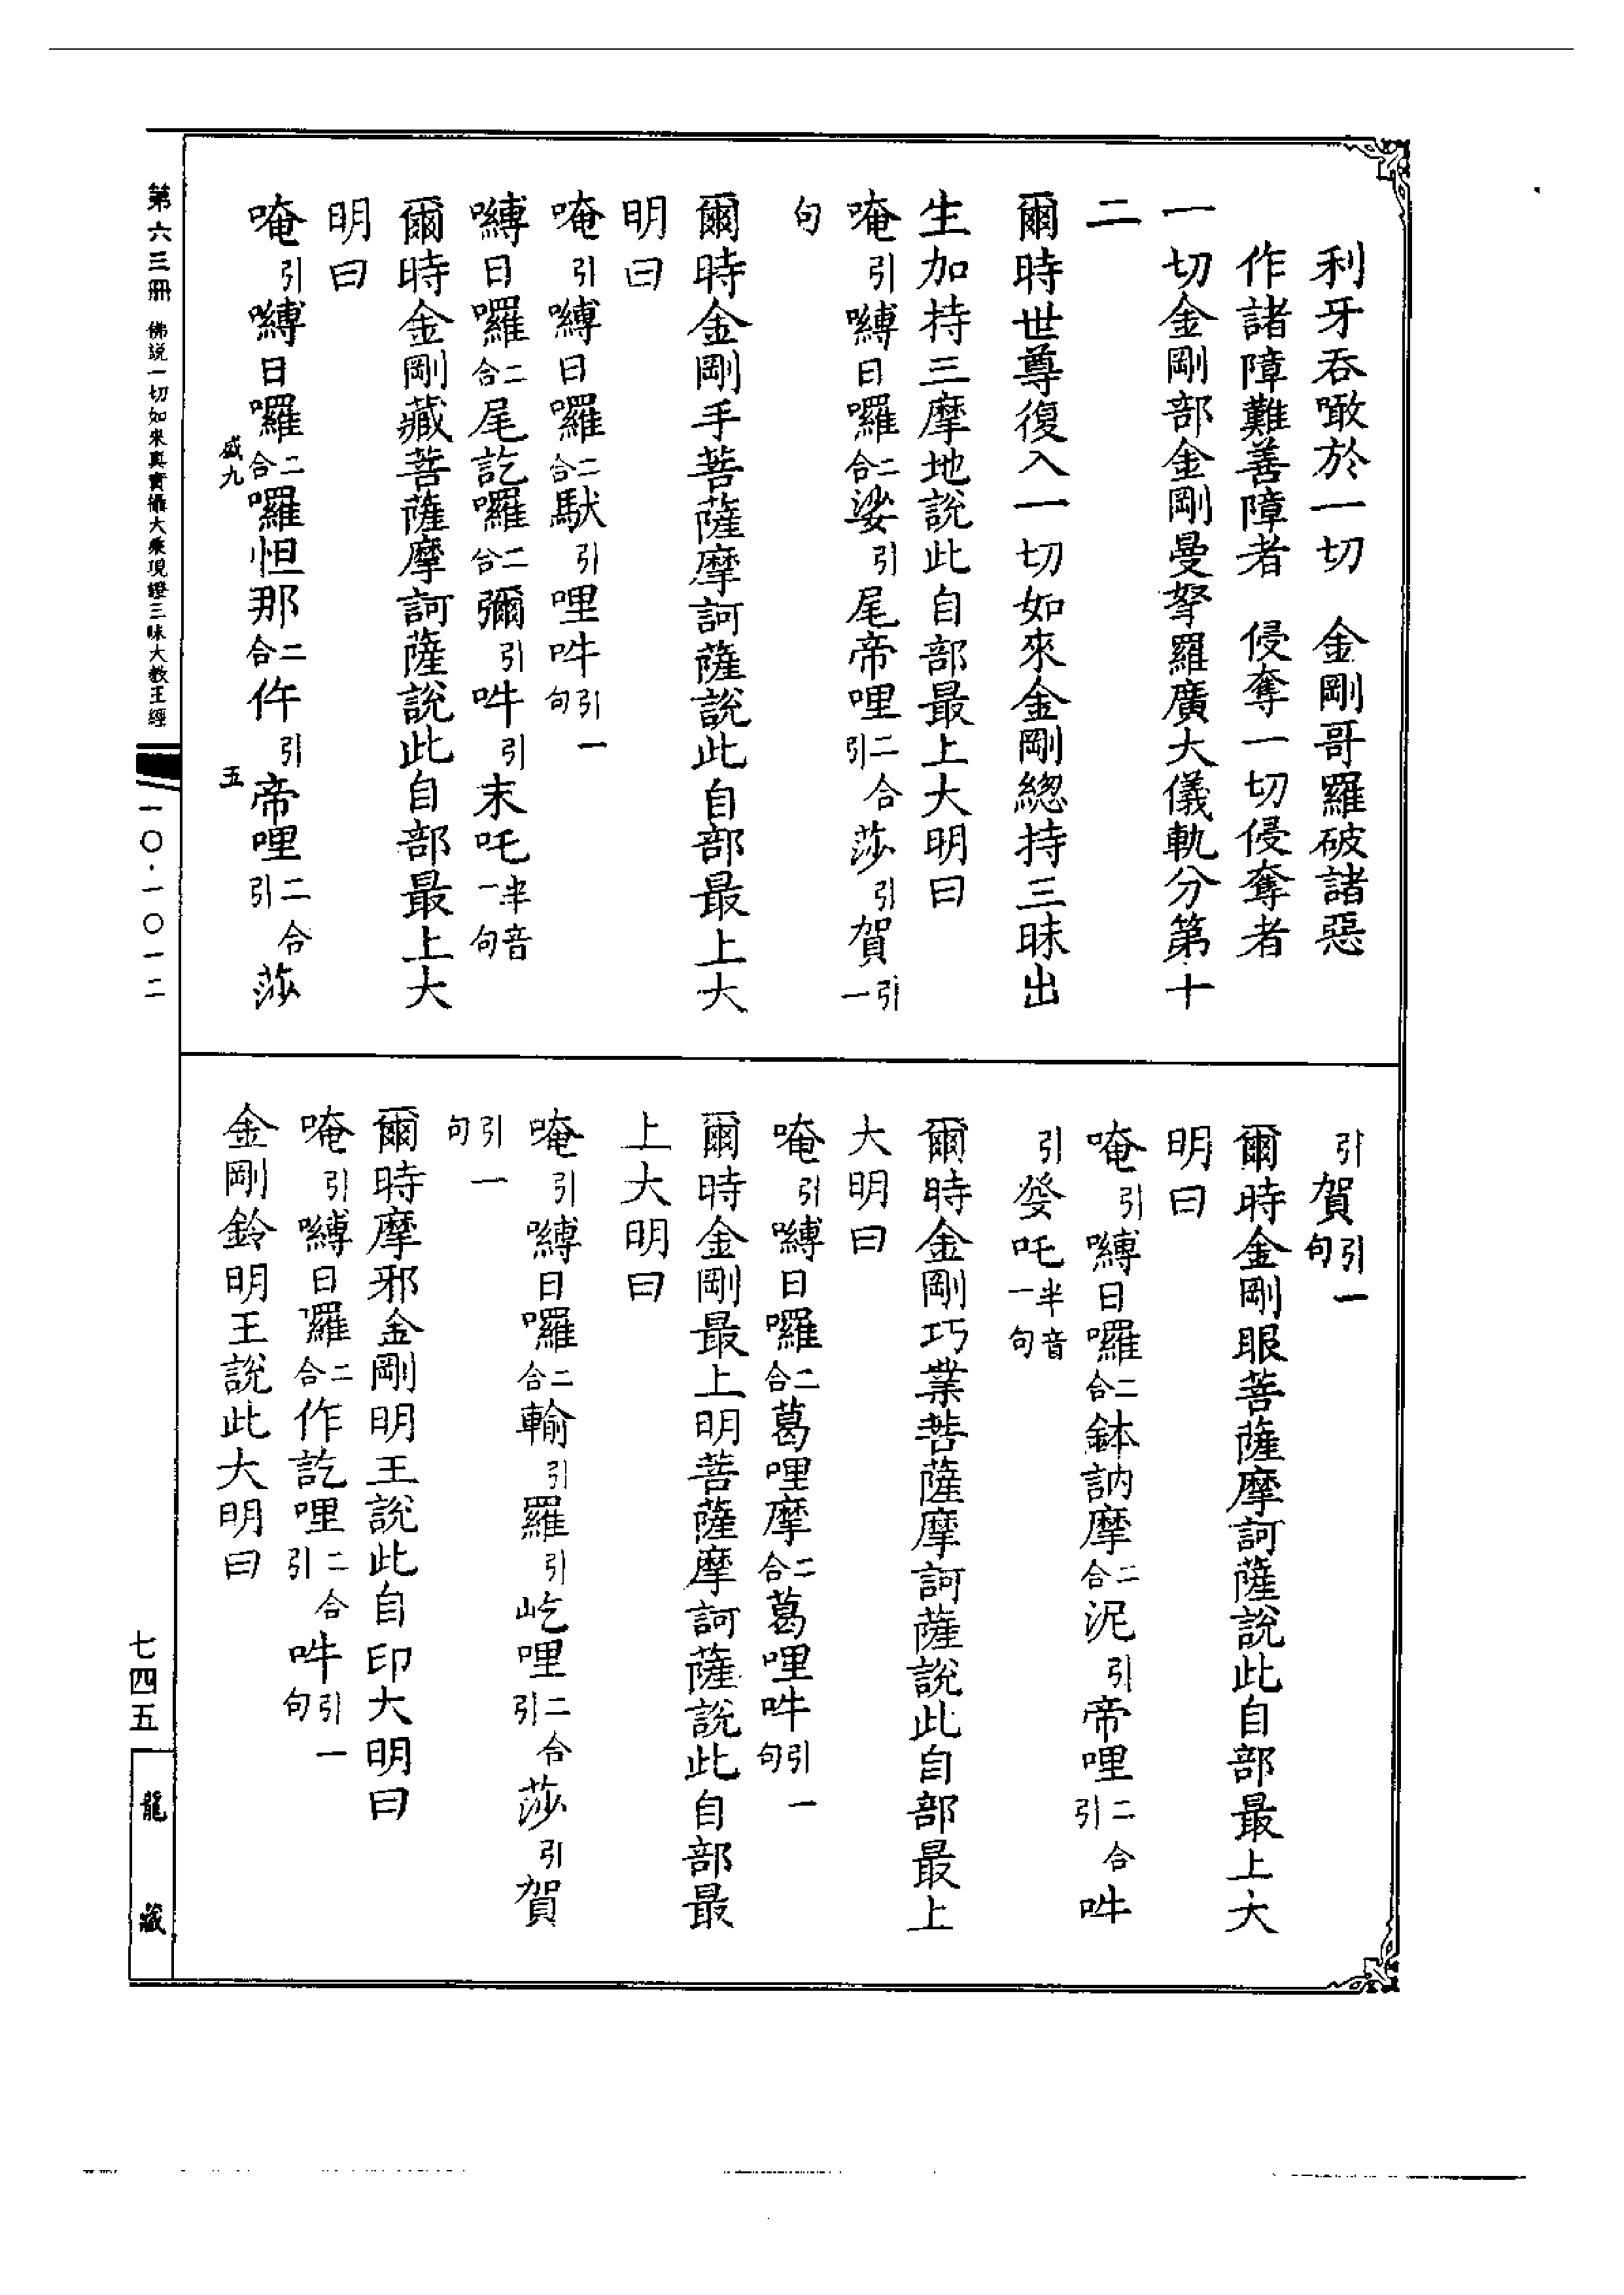 利牙吞噉於一切　金剛哥羅破諸惡
作諸障難善障者　侵奪一切侵奪者
一切金剛部金剛曼拏羅廣大儀軌分第十
二
爾時世尊復入一切如來金剛總持三昧出
生加持三摩地說此自部最上大明曰
唵引嚩日囉二合娑引尾帝哩二合引莎引賀引一
句
爾時金剛手菩薩摩訶薩說此自部最上大
明曰
唵引嚩日囉二合馱引哩吽引一句
嚩日囉二合尾訖囉二合彌引吽引末吒半音一句
爾時金剛藏菩薩摩訶薩說此自部最上大
明曰
唵引嚩日囉二合囉怛那二合仵引帝哩二合引莎
引賀引一句
爾時金剛眼菩薩摩訶薩說此自部最上大
明曰
唵引嚩日囉二合鉢訥摩二合泥引帝哩二合引吽
引發吒半音一句
爾時金剛巧業菩薩摩訶薩說此自部最上
大明曰
唵引嚩日囉二合葛哩摩二合葛哩吽引一句
爾時金剛最上明菩薩摩訶薩說此自部最
上大明曰
唵引嚩日囉二合輸引羅引屹哩二合引莎引賀
引一句
爾時摩邪金剛明王說此自印大明曰
唵引嚩日囉二合作訖哩二合引吽引一句
金剛鈴明王說此大明曰
盛九　五
第六三冊　佛說一切如來真實攝大乘現證三昧大教王經
一〇·一〇一二
七四五
龍藏